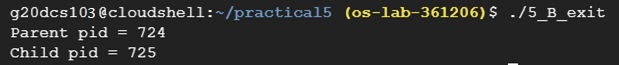 g20dcs103@cloudshell:~/practical5 (os-lab-361206)$ ./5_B_exit
Parent pid = 724
Child pid = 725